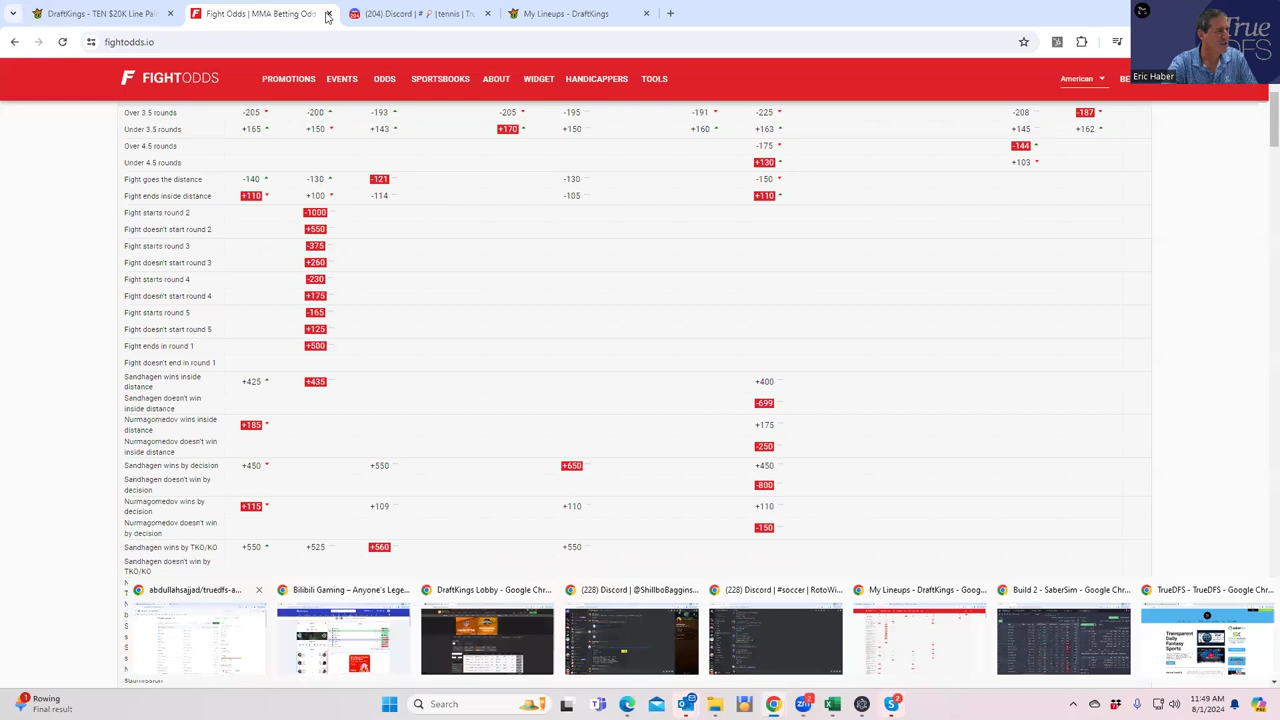 DraftKings - TEN $20K Line Pair
Fight Odds | MMA Betting Odd
(204) Discord | # 🏓 | tennis | Tru
My Lineups - DraftKings
fightodds.io
True
DFS
Eric Haber
FIGHTODDS
PROMOTIONS EVENTS ODDS SPORTSBOOKS ABOUT WIDGET HANDICAPPERS TOOLS
American
BE
Over 3.5 rounds -205 -200 -193 -205 -195 -191 -225 -208 -187
Under 3.5 rounds +165 +150 +143 +170 +150 +160 +163 +145 +162
Over 4.5 rounds -175 -144
Under 4.5 rounds +130 +103
Fight goes the distance -140 -130 -121 -130 -150
Fight ends inside distance +110 +100 -114 -105 +110
Fight starts round 2 -1000
Fight doesn't start round 2 +550
Fight starts round 3 -375
Fight doesn't start round 3 +260
Fight starts round 4 -230
Fight doesn't start round 4 +175
Fight starts round 5 -165
Fight doesn't start round 5 +125
Fight ends in round 1 +500
Fight doesn't end in round 1
Sandhagen wins inside
distance +425 +435 +400
Sandhagen doesn't win
inside distance -699
Nurmagomedov wins inside
distance +185 +175
Nurmagomedov doesn't win
inside distance -250
Sandhagen wins by decision +450 +550 +650 +450
Sandhagen doesn't win by
decision -800
Nurmagomedov wins by
decision +115 +109 +110 +110
Nurmagomedov doesn't win
by decision -150
Sandhagen wins by TKO/KO +550 +525 +560 +550
Sandhagen doesn't win by
TKO/KO
abdullahsajjad/truedfs-a...
Bilibili Gaming – Anyone's Lege...
DraftKings Lobby - Google Chr...
My Lineups - DraftKings - Goog...
Build 2 - SaberSim - Google Chr...
TrueDFS - TrueDFS - Google Chr...
Transparent
Daily
Fantasy
Sports
submission
1
Rowing
Final result
Search
11:49 AM
8/1/2024